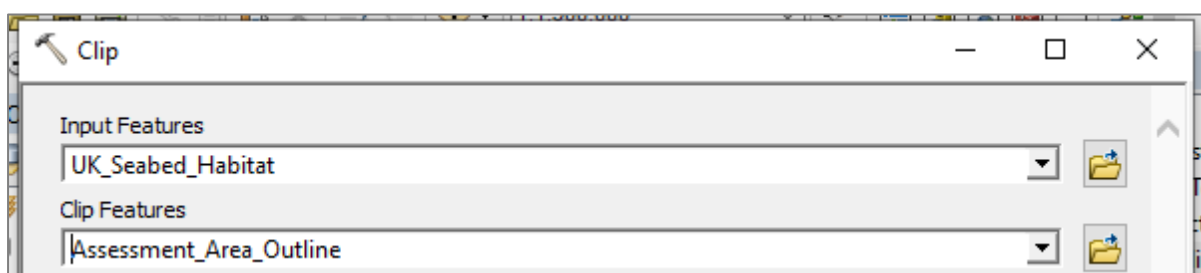 Clip
Input Features
UK_Seabed_Habitat
Clip Features
Assessment_Area_Outline